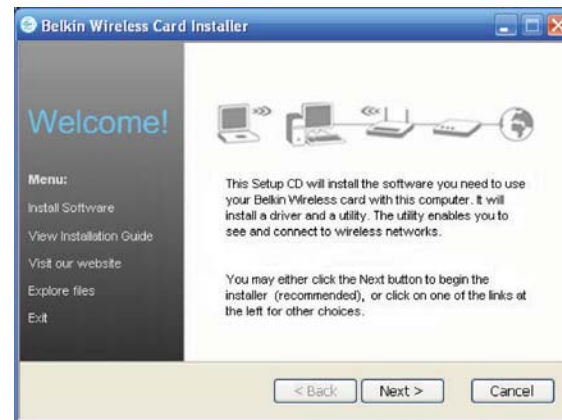 Belkin Wireless Card Installer
Welcome!
Menu:
Install Software
View Installation Guide
Visit our website
Explore files
Exit
This Setup CD will install the software you need to use
your Belkin Wireless card with this computer. It will
install a driver and a utility. The utility enables you to
see and connect to wireless networks.
You may either click the Next button to begin the
installer (recommended), or click on one of the links at
the left for other choices.
< Back
Next >
Cancel